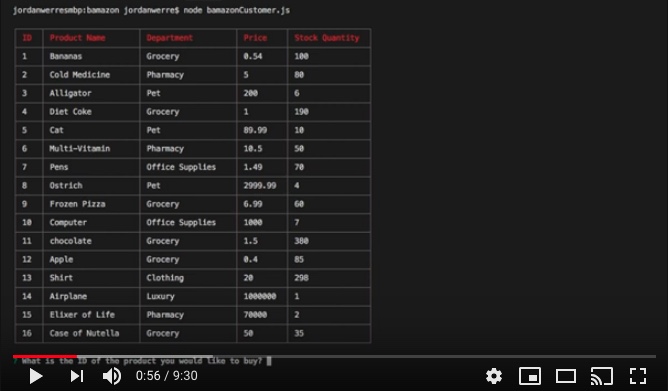 jordanwerresmbp:bamazon jordanwerre$ node bamazonCustomer.js
ID Product Name Department Price Stock Quantity
1 Bananas Grocery 0.54 100
2 Cold Medicine Pharmacy 5 80
3 Alligator Pet 200 6
4 Diet Coke Grocery 1 190
5 Cat Pet 89.99 10
6 Multi-Vitamin Pharmacy 10.5 50
7 Pens Office Supplies 1.49 70
8 Ostrich Pet 2999.99 4
9 Frozen Pizza Grocery 6.99 60
10 Computer Office Supplies 1000 7
11 chocolate Grocery 1.5 380
12 Apple Grocery 0.4 85
13 Shirt Clothing 20 298
14 Airplane Luxury 1000000 1
15 Elixer of Life Pharmacy 70000 2
16 Case of Nutella Grocery 50 35
? What is the ID of the product you would like to buy?
0:56 / 9:30